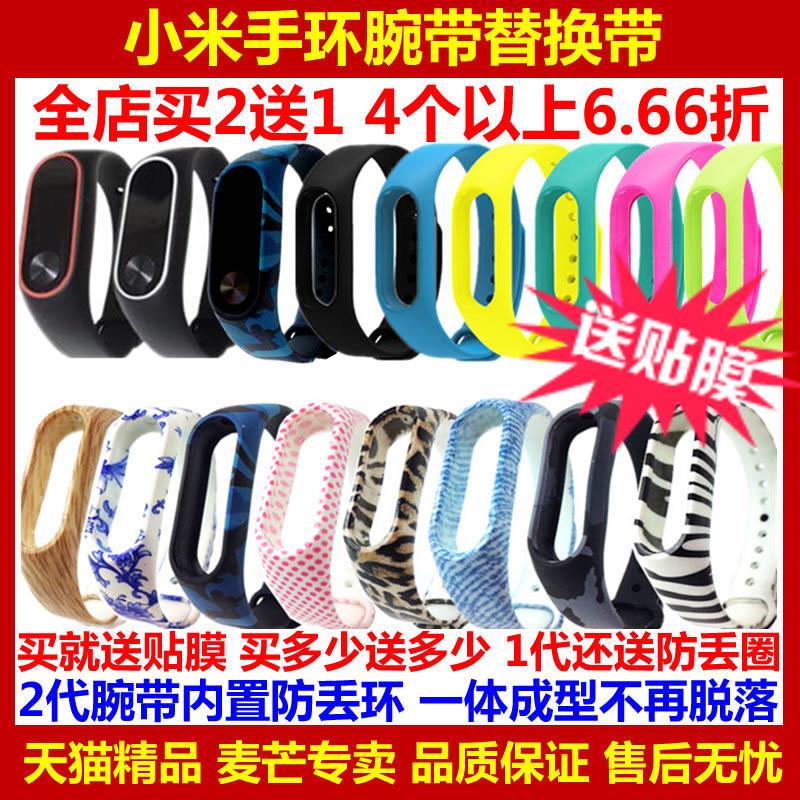 小米手环腕带替换带
全店买2送1 4个以上6.66折
送贴膜
买就送贴膜 买多少送多少 1代还送防丢圈
2代腕带内置防丢环 一体成型不再脱落
天猫精品 麦芒专卖 品质保证 售后无忧